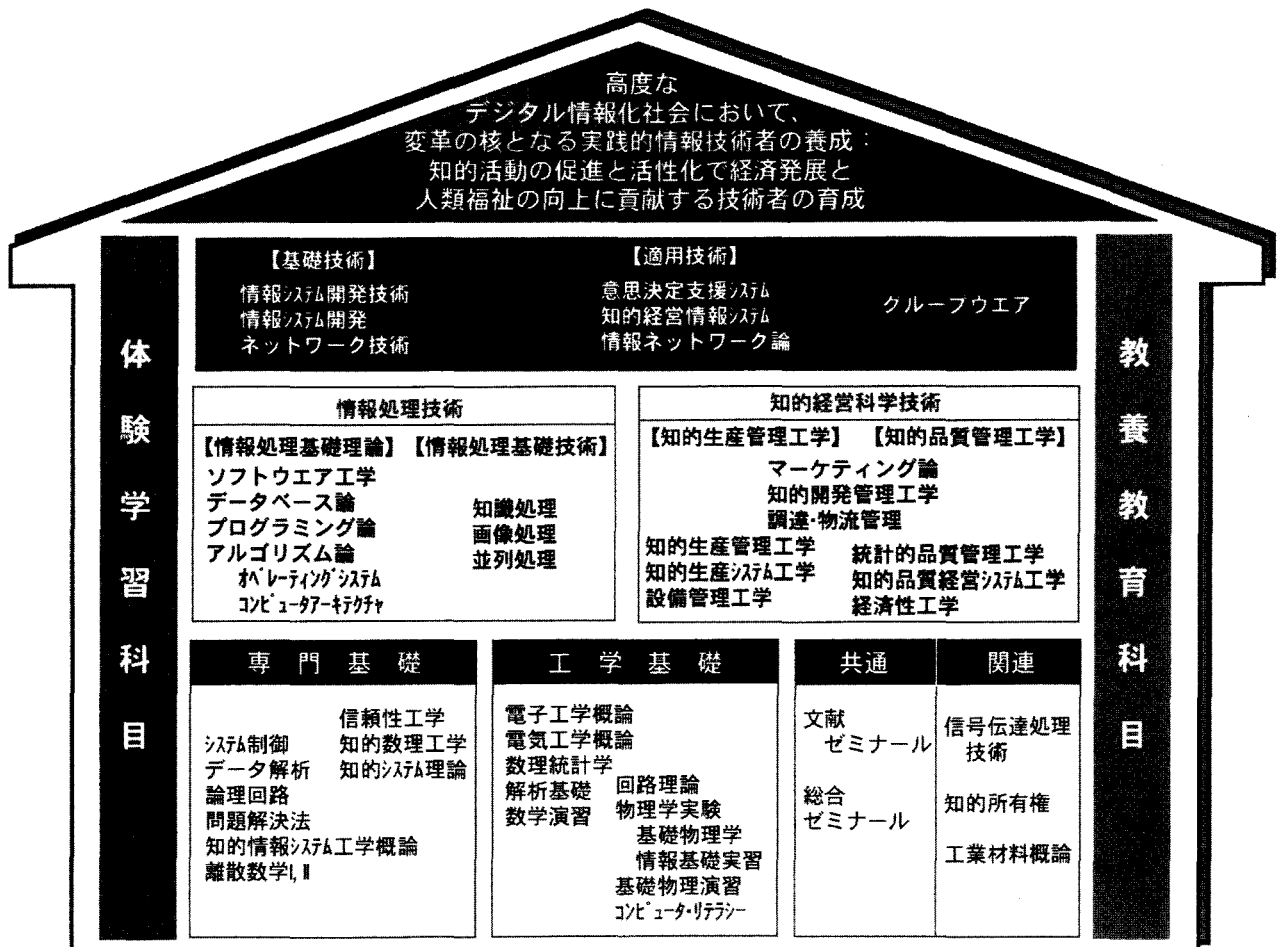 高度な
デジタル情報化社会において、
変革の核となる実践的情報技術者の養成：
知的活動の促進と活性化で経済発展と
人類福祉の向上に貢献する技術者の育成
体験学習科目
【基礎技術】
情報ｼｽﾃﾑ開発技術
情報ｼｽﾃﾑ開発
ネットワーク技術
【適用技術】
意思決定支援ｼｽﾃﾑ
知的経営情報ｼｽﾃﾑ
情報ネットワーク論
グループウエア
情報処理技術
【情報処理基礎理論】
ソフトウエア工学
データベース論
プログラミング論
アルゴリズム論
ｵﾍﾟﾚｰﾃｨﾝｸﾞｼｽﾃﾑ
ｺﾝﾋﾟｭｰﾀｱｰｷﾃｸﾁｬ
【情報処理基礎技術】
知識処理
画像処理
並列処理
知的経営科学技術
【知的生産管理工学】 【知的品質管理工学】
マーケティング論
知的開発管理工学
調達･物流管理
知的生産管理工学
知的生産ｼｽﾃﾑ工学
設備管理工学
統計的品質管理工学
知的品質経営ｼｽﾃﾑ工学
経済性工学
専門基礎
信頼性工学
ｼｽﾃﾑ制御 知的数理工学
データ解析 知的ｼｽﾃﾑ理論
論理回路
問題解決法
知的情報ｼｽﾃﾑ工学概論
離散数学Ⅰ,Ⅱ
工学基礎
電子工学概論
電気工学概論
数理統計学
解析基礎
数学演習
回路理論
物理学実験
基礎物理学
情報基礎実習
基礎物理演習
ｺﾝﾋﾟｭｰﾀ･ﾘﾃﾗｼｰ
共通
文献
ゼミナール
総合
ゼミナール
関連
信号伝達処理
技術
知的所有権
工業材料概論
教養教育科目